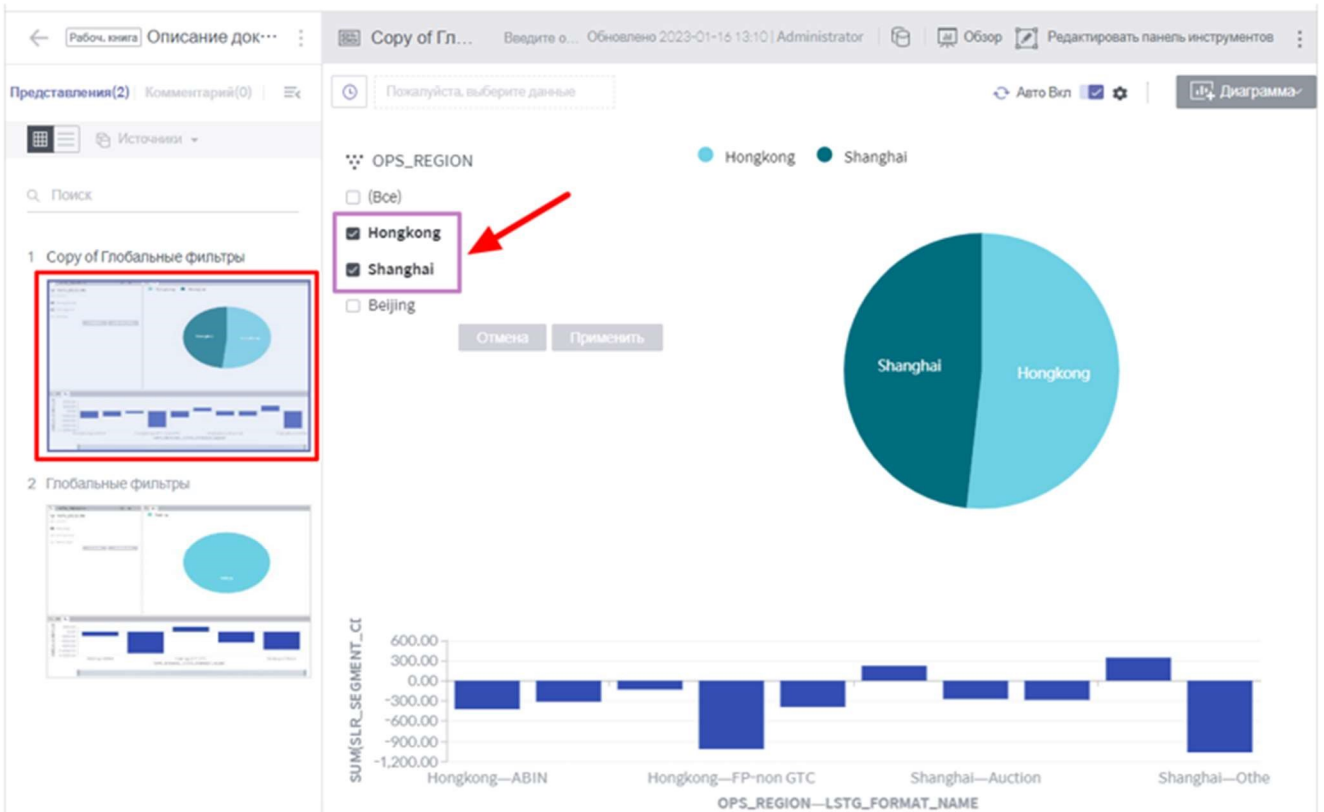 Рабоч. книга Описание док···
Copy of Гл... Введите о... Обновлено 2023-01-16 13:10 | Administrator Обзор Редактировать панель инструментов
Представления(2) Комментарий(0)
Пожалуйста, выберите данные
Авто Вкл
Диаграмма
Источники
Поиск
1 Copy of Глобальные фильтры
2 Глобальные фильтры
OPS_REGION
(Все)
Hongkong
Shanghai
Beijing
Отмена Применить
Hongkong Shanghai
Shanghai Hongkong
SUM(SLR_SEGMENT_CI
600.00
300.00
0.00
-300.00
-600.00
-900.00
-1,200.00
Hongkong—ABIN Hongkong—FP-non GTC Shanghai—Auction Shanghai—Othe
OPS_REGION—LSTG_FORMAT_NAME